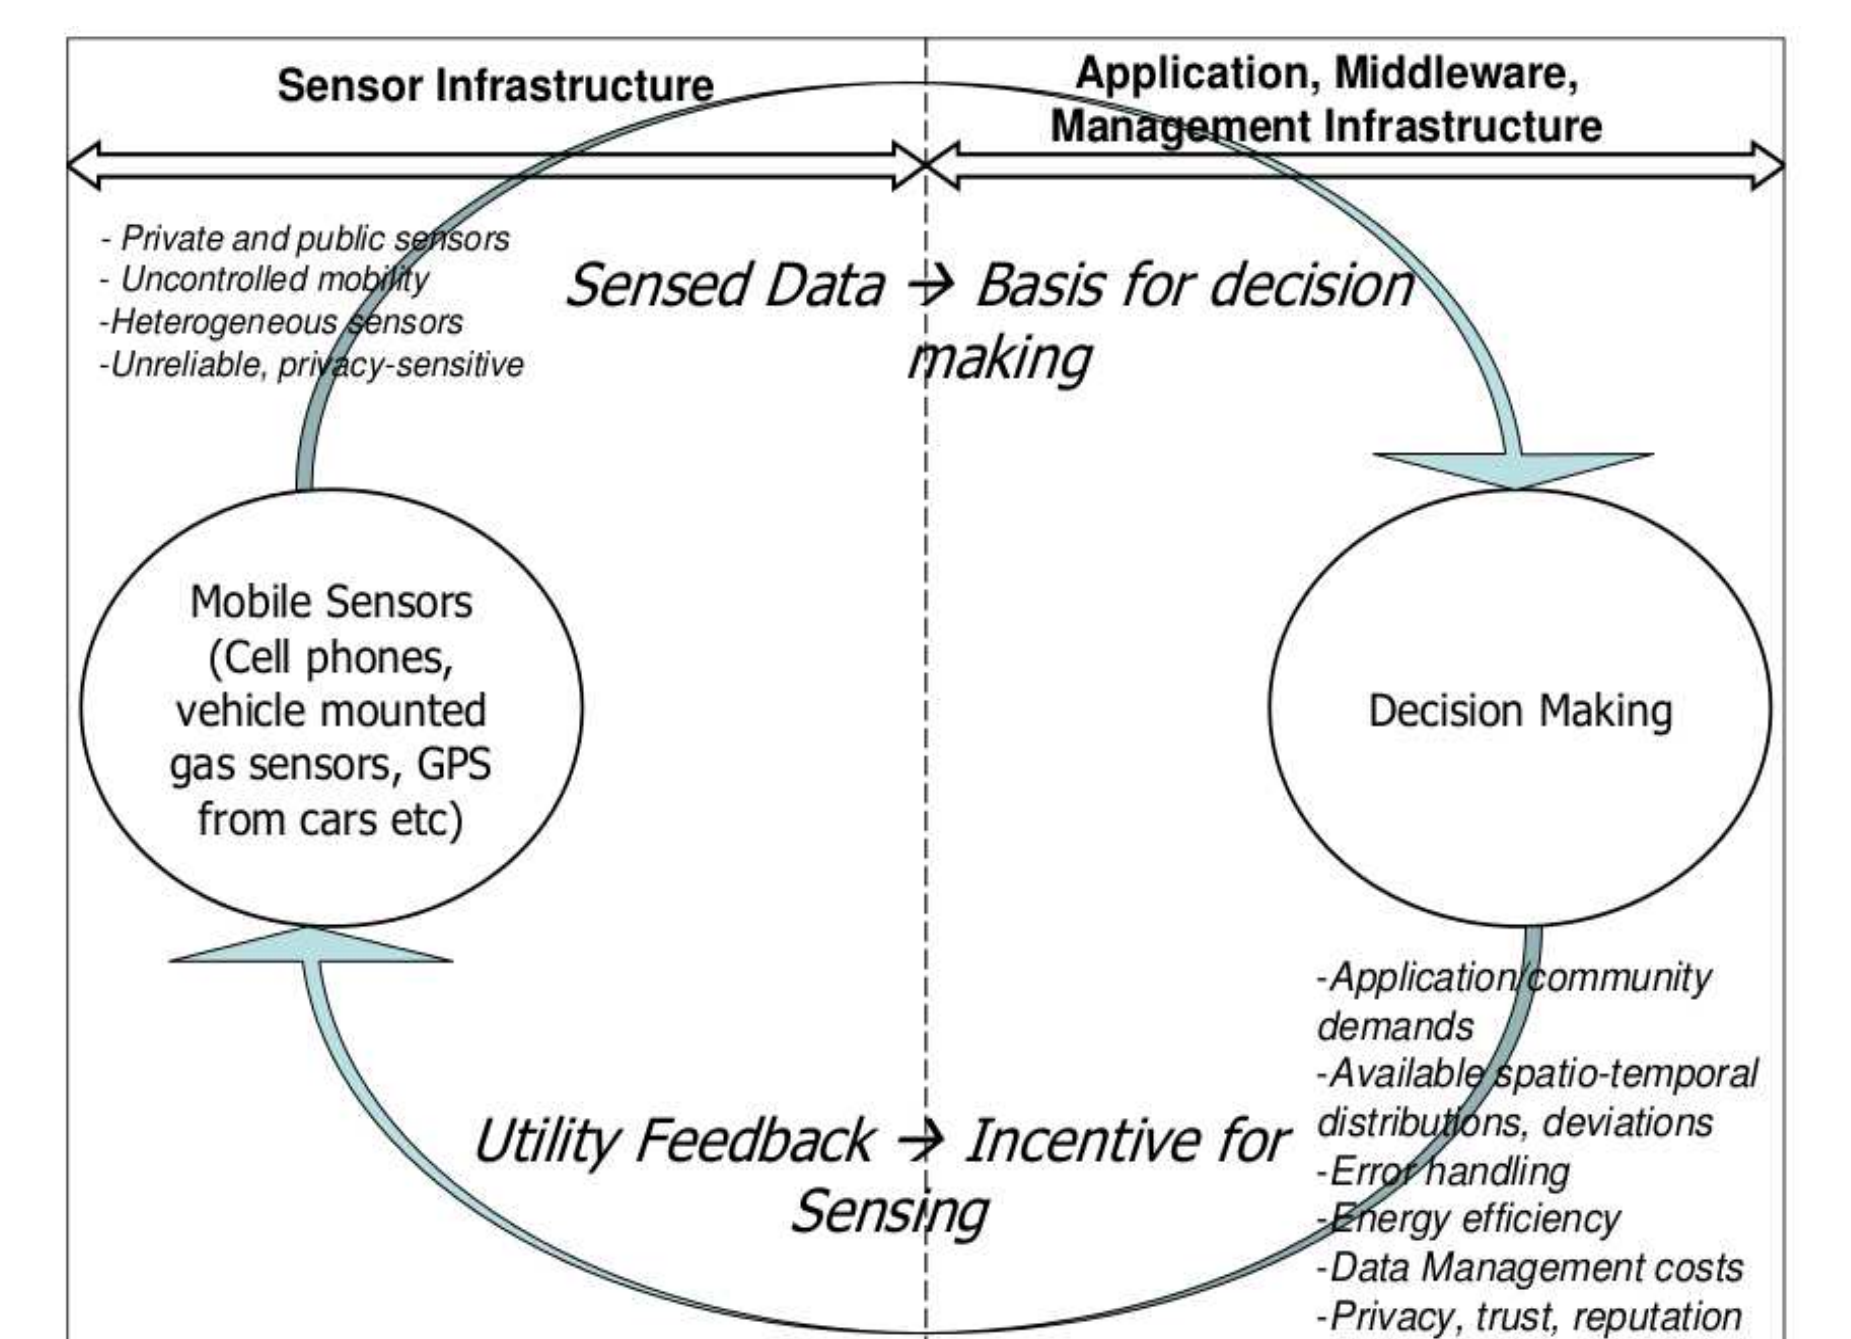 Sensor Infrastructure
Application, Middleware,
Management Infrastructure
- Private and public sensors
- Uncontrolled mobility
-Heterogeneous sensors
-Unreliable, privacy-sensitive
Sensed Data → Basis for decision
making
Mobile Sensors
(Cell phones,
vehicle mounted
gas sensors, GPS
from cars etc)
Decision Making
-Application/community
demands
-Available spatio-temporal
distributions, deviations
-Error handling
-Energy efficiency
-Data Management costs
-Privacy, trust, reputation
Utility Feedback → Incentive for
Sensing